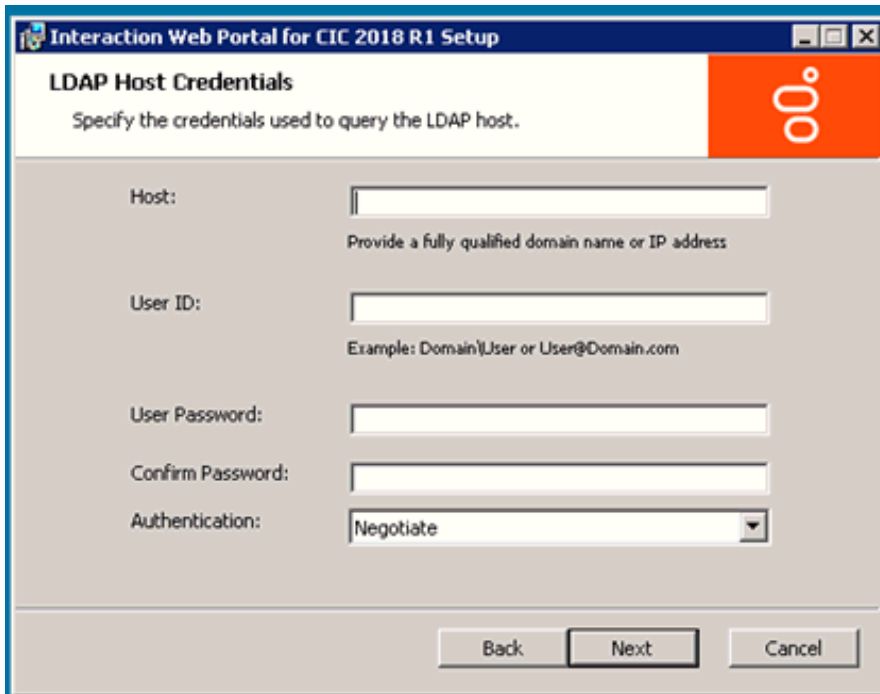 Interaction Web Portal for CIC 2018 R1 Setup
LDAP Host Credentials
Specify the credentials used to query the LDAP host.
Host:
Provide a fully qualified domain name or IP address
User ID:
Example: Domain\User or User@Domain.com
User Password:
Confirm Password:
Authentication:
Negotiate
Back
Next
Cancel